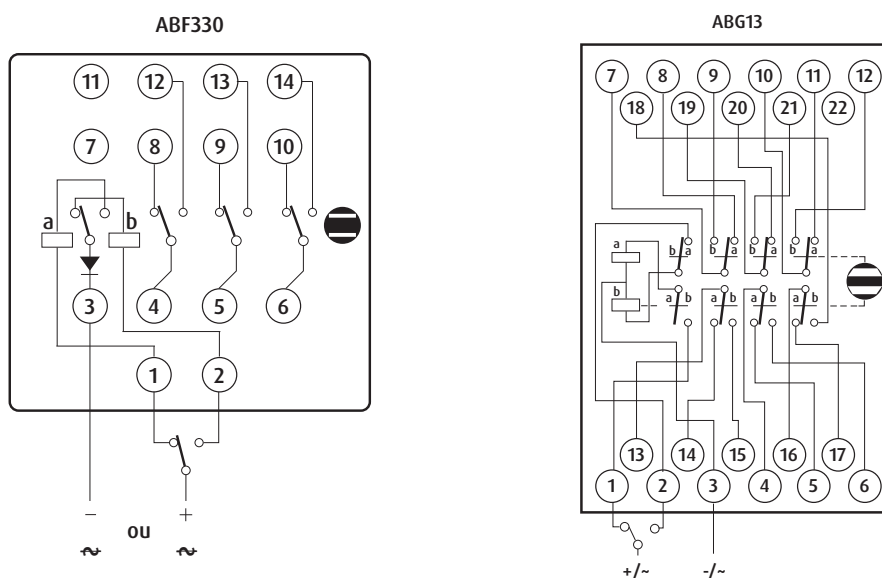 ABF330
11 12 13 14
7 8 9 10
a b
3 4 5 6
1 2
− +
ou
~ ~
ABG13
7 8 9 10 11 12
18 19 20 21 22
b a b a b a b a
a
b
a b a b a b a b
13 14 15 16 17
1 2 3 4 5 6
+/~ -/~